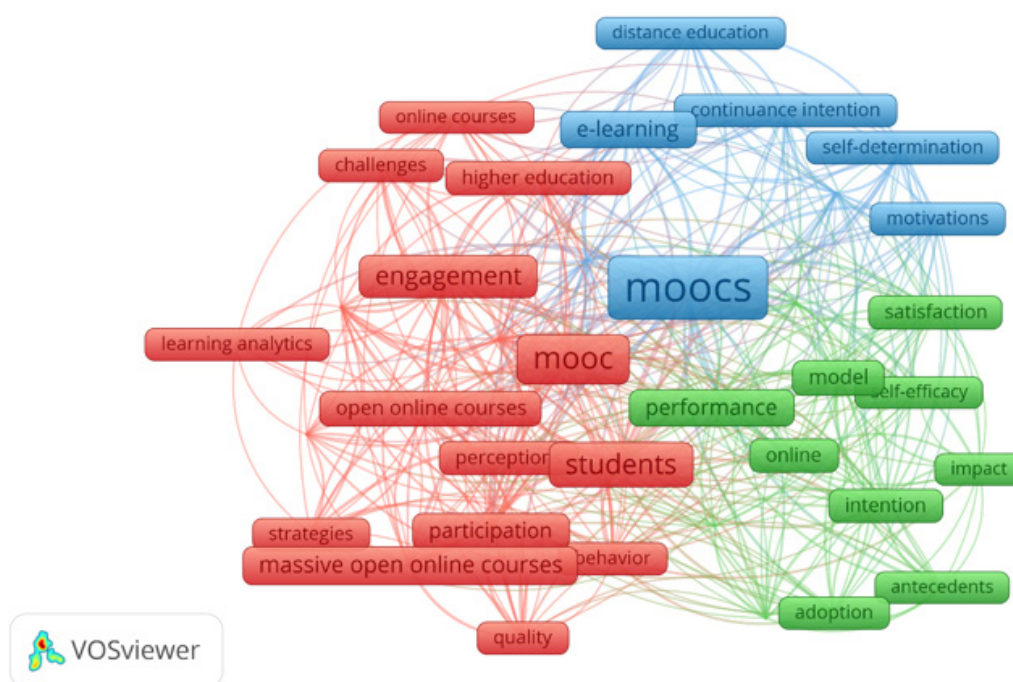 distance education
continuance intention
online courses
e-learning
self-determination
challenges
higher education
motivations
engagement
moocs
satisfaction
learning analytics
mooc
model
self-efficacy
open online courses
performance
perception
students
online
impact
intention
strategies
participation
massive open online courses
behavior
antecedents
adoption
quality
VOSviewer